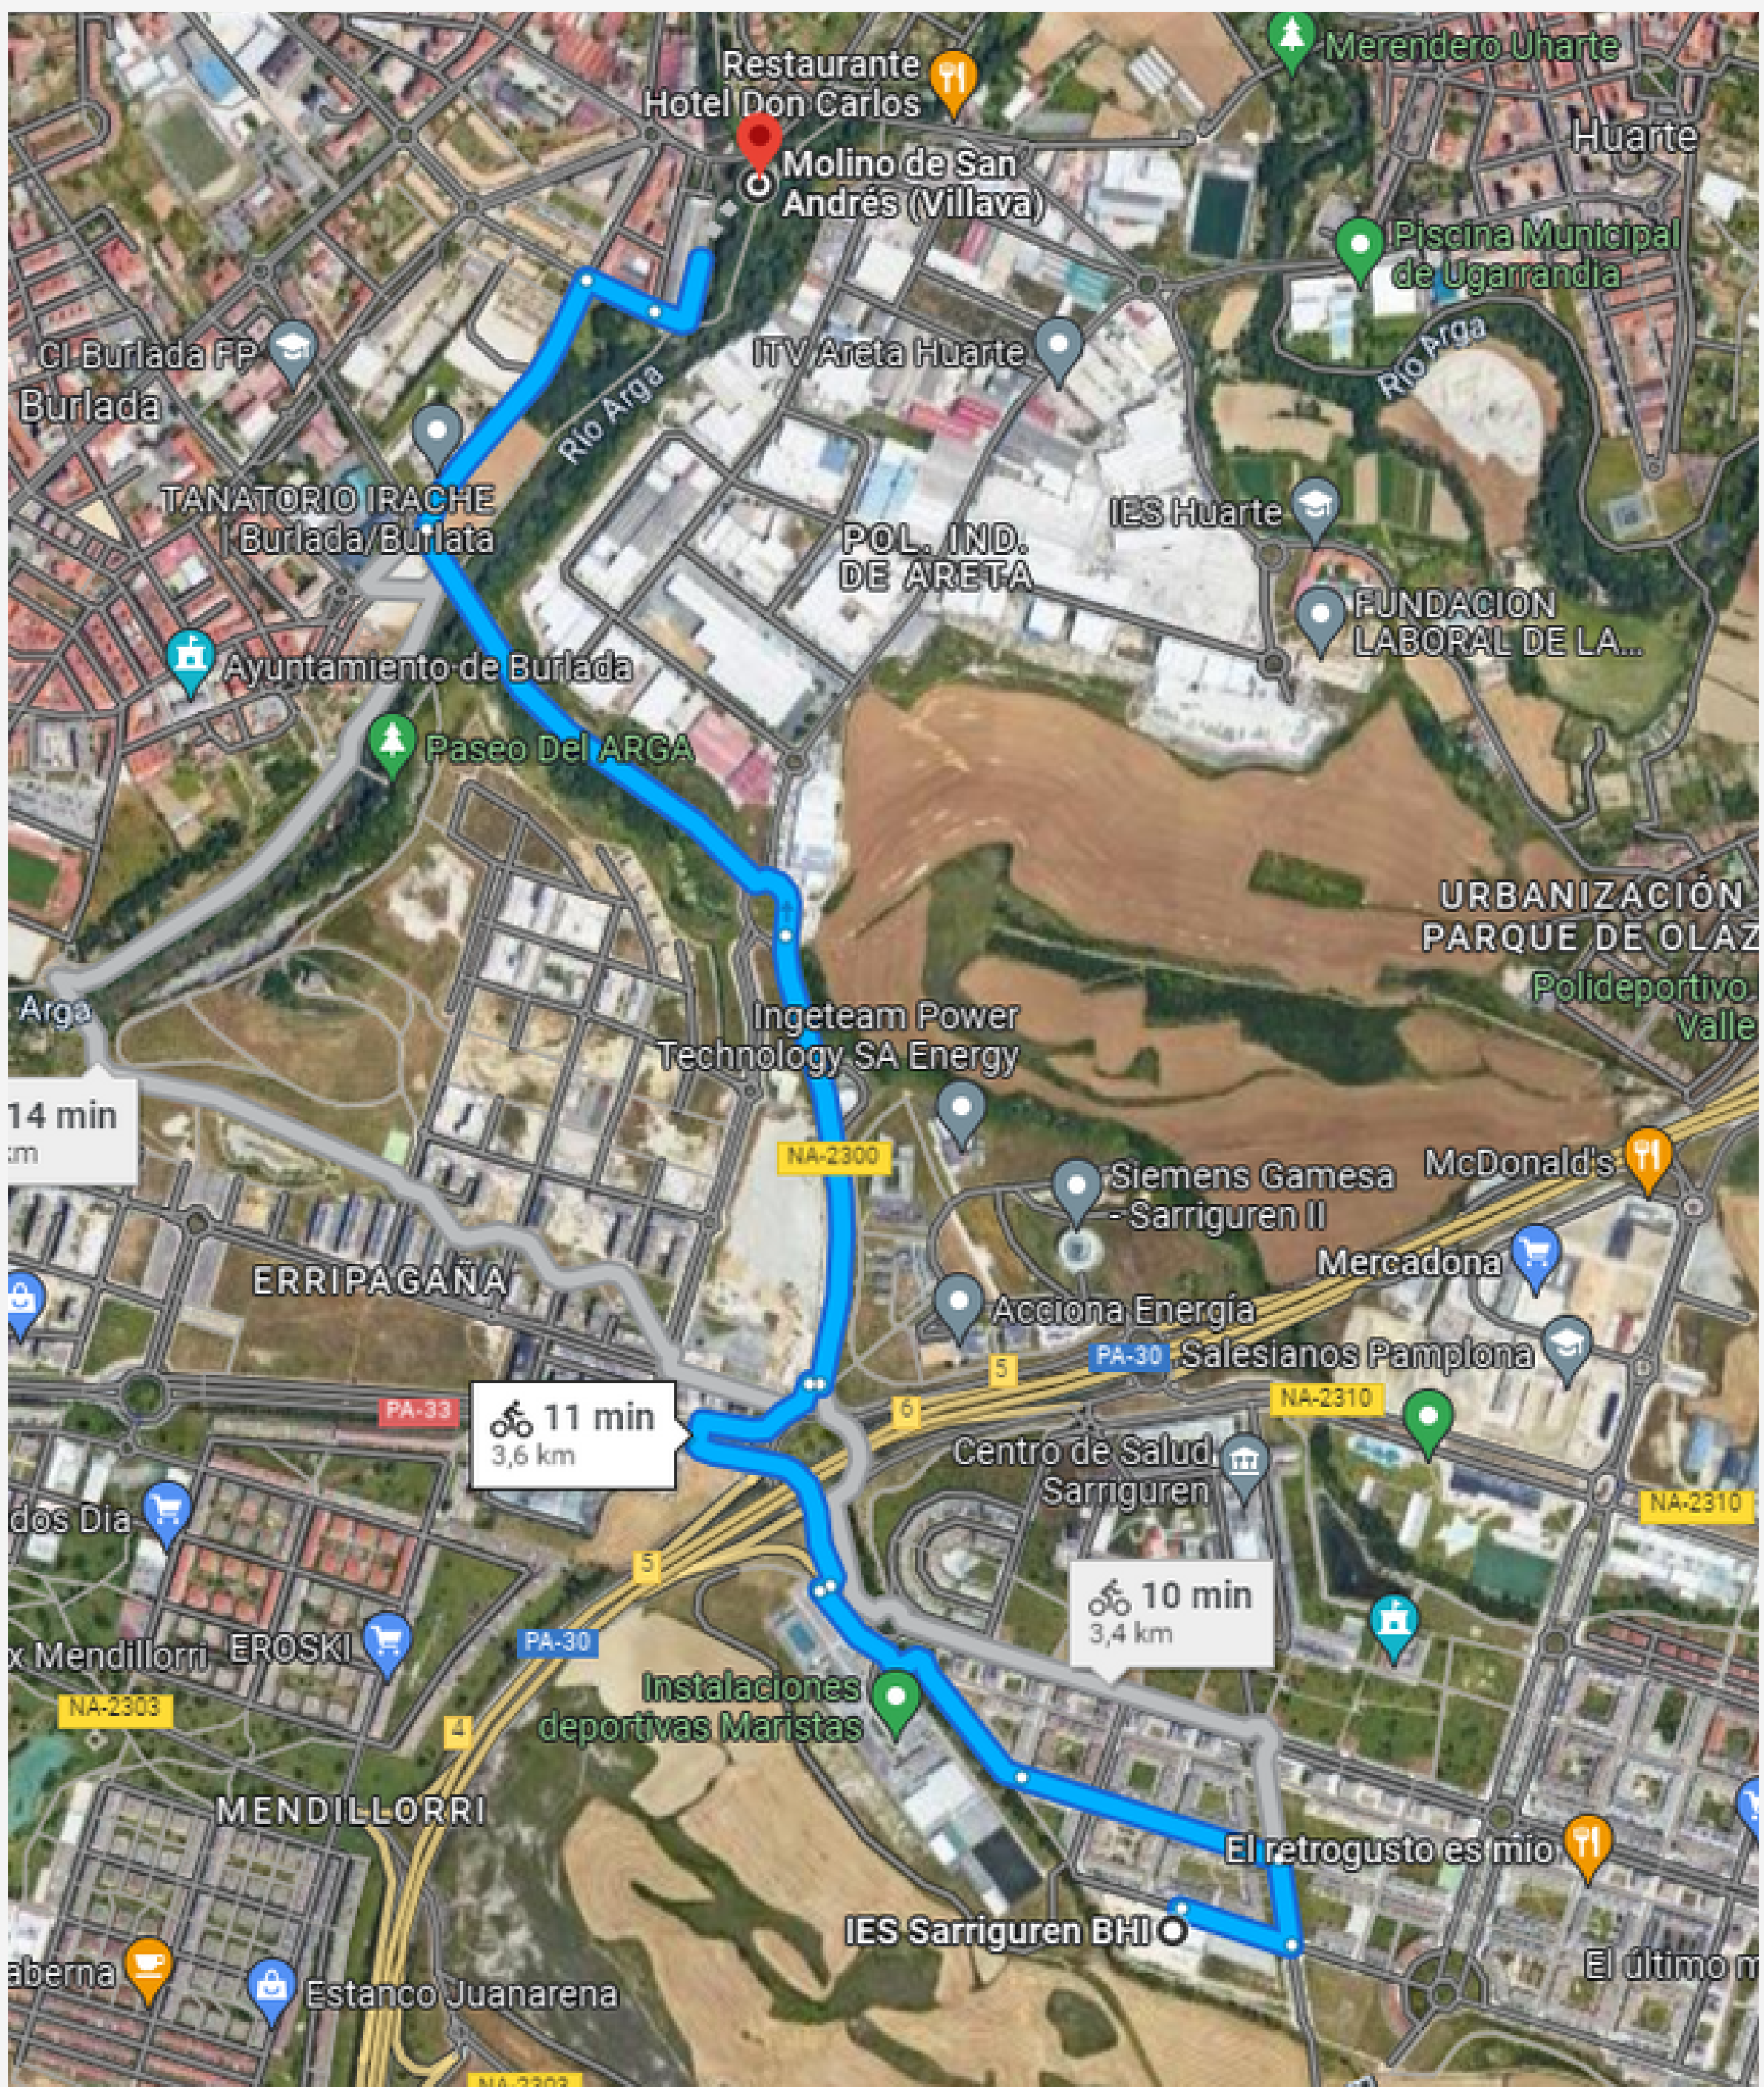 Merendero Uharte
Restaurante
Hotel Don Carlos
Huarte
Molino de San
Andrés (Villava)
Piscina Municipal
de Ugarrandia
CI Burlada FP
Burlada
ITV Areta Huarte
Río Arga
Río Arga
TANATORIO IRACHE
| Burlada/Burlata
IES Huarte
POL. IND.
DE ARETA
FUNDACION
LABORAL DE LA...
Ayuntamiento de Burlada
Paseo Del ARGA
URBANIZACIÓN
PARQUE DE OLAZ
Polideportivo
Valle
Arga
Ingeteam Power
Technology SA Energy
14 min
km
NA-2300
McDonald's
Siemens Gamesa
- Sarriguren II
Mercadona
ERRIPAGAÑA
Acciona Energía
PA-30
Salesianos Pamplona
5
NA-2310
PA-33
6
11 min
3,6 km
Centro de Salud
Sarriguren
NA-2310
dos Dia
5
10 min
3,4 km
PA-30
x Mendillorri
EROSKI
Instalaciones
deportivas Maristas
NA-2303
4
MENDILLORRI
El retrogusto es mío
IES Sarriguren BHI
aberna
Estanco Juanarena
El último m
NA-2303